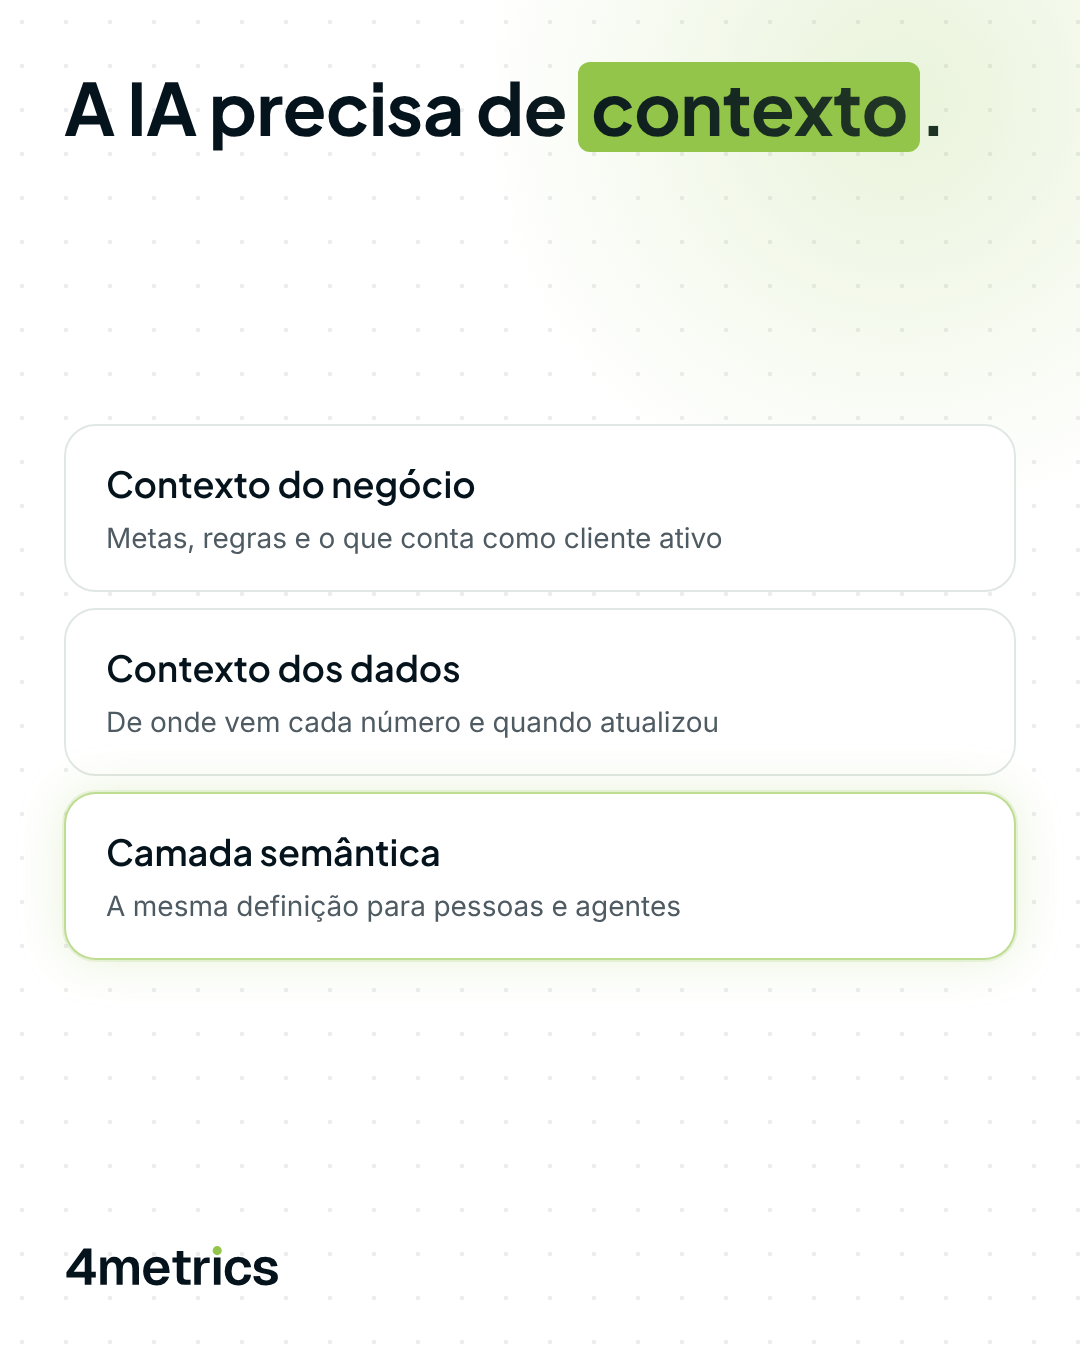 A IA precisa de contexto.
Contexto do negócio
Metas, regras e o que conta como cliente ativo
Contexto dos dados
De onde vem cada número e quando atualizou
Camada semântica
A mesma definição para pessoas e agentes
4metrics